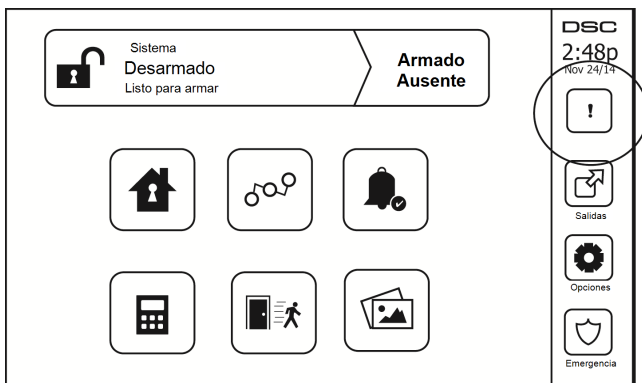 Sistema
Desarmado
Listo para armar
Armado
Ausente
DSC
2:48p
Nov 24/14
!
Salidas
Opciones
Emergencia